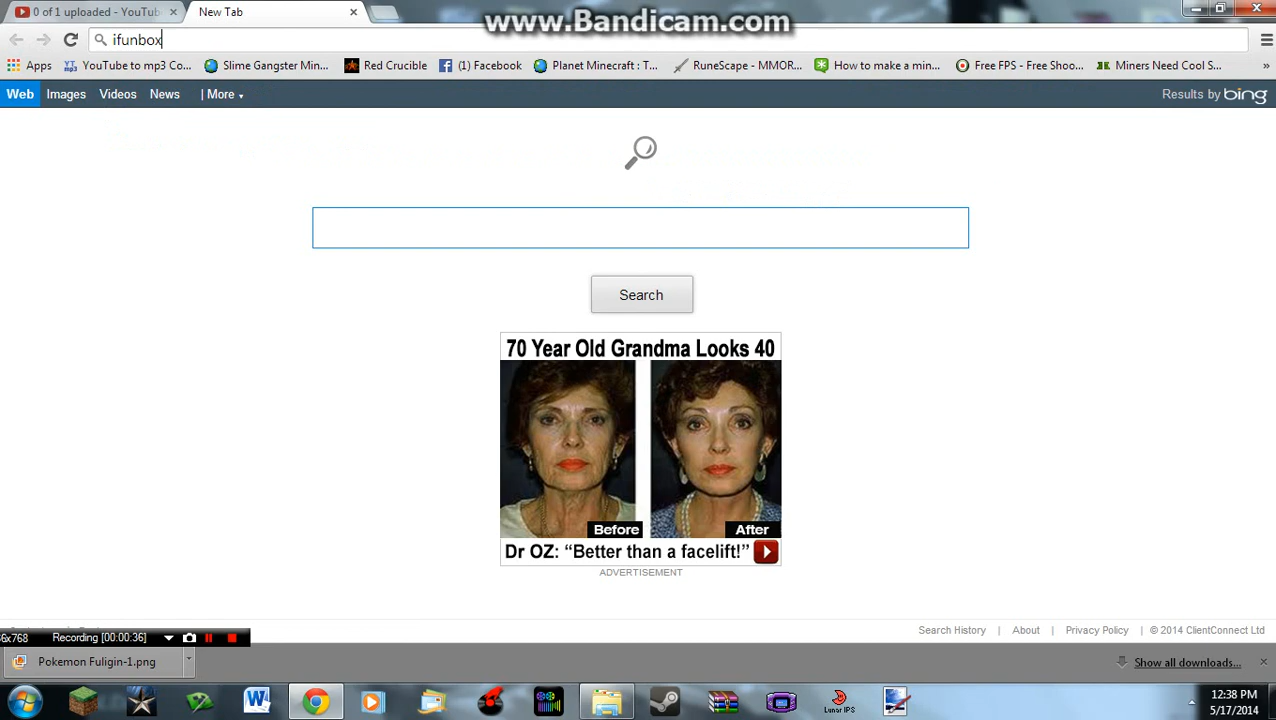 www.Bandicam.com
0 of 1 uploaded - YouTub
New Tab
ifunbox
Apps
YouTube to mp3 Co...
Slime Gangster Min...
Red Crucible
(1) Facebook
Planet Minecraft : T...
RuneScape - MMOR...
How to make a min...
Free FPS - Free Shoo...
Miners Need Cool S...
»
Web Images Videos News | More
Results by bing
Search
70 Year Old Grandma Looks 40
Before After
Dr OZ: “Better than a facelift!”
ADVERTISEMENT
Search History | About | Privacy Policy | © 2014 ClientConnect Ltd
6x768 Recording [00:00:36]
Pokemon Fuligin-1.png
Show all downloads...
LUNAR IPS
12:38 PM
5/17/2014